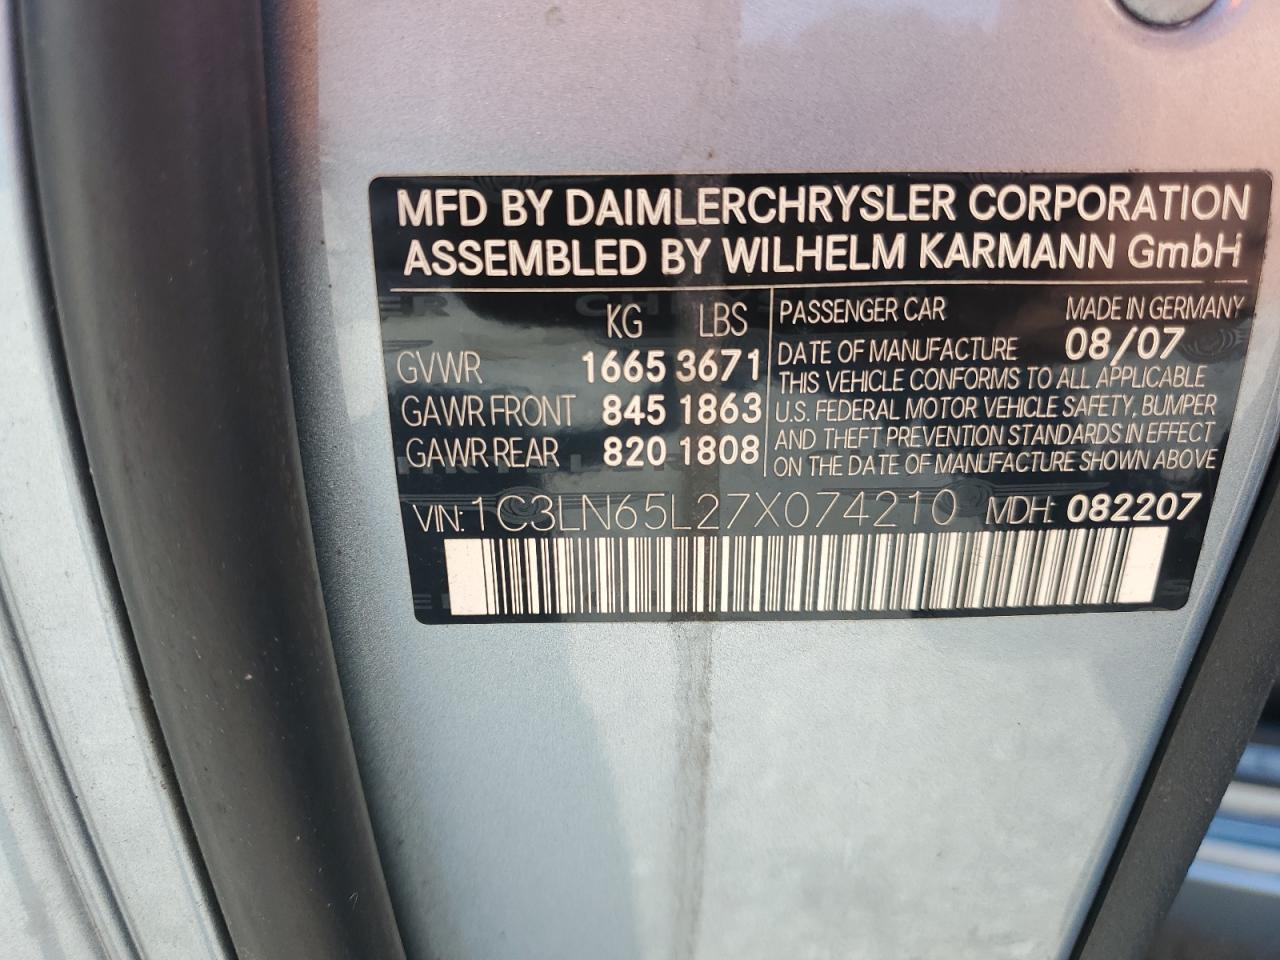 MFD BY DAIMLERCHRYSLER CORPORATION
ASSEMBLED BY WILHELM KARMANN GmbH
KG LBS
GVWR 1665 3671
GAWR FRONT 845 1863
GAWR REAR 820 1808
PASSENGER CAR MADE IN GERMANY
DATE OF MANUFACTURE 08/07
THIS VEHICLE CONFORMS TO ALL APPLICABLE
U.S. FEDERAL MOTOR VEHICLE SAFETY, BUMPER
AND THEFT PREVENTION STANDARDS IN EFFECT
ON THE DATE OF MANUFACTURE SHOWN ABOVE
VIN: 1C3LN65L27X074210 MDH: 082207